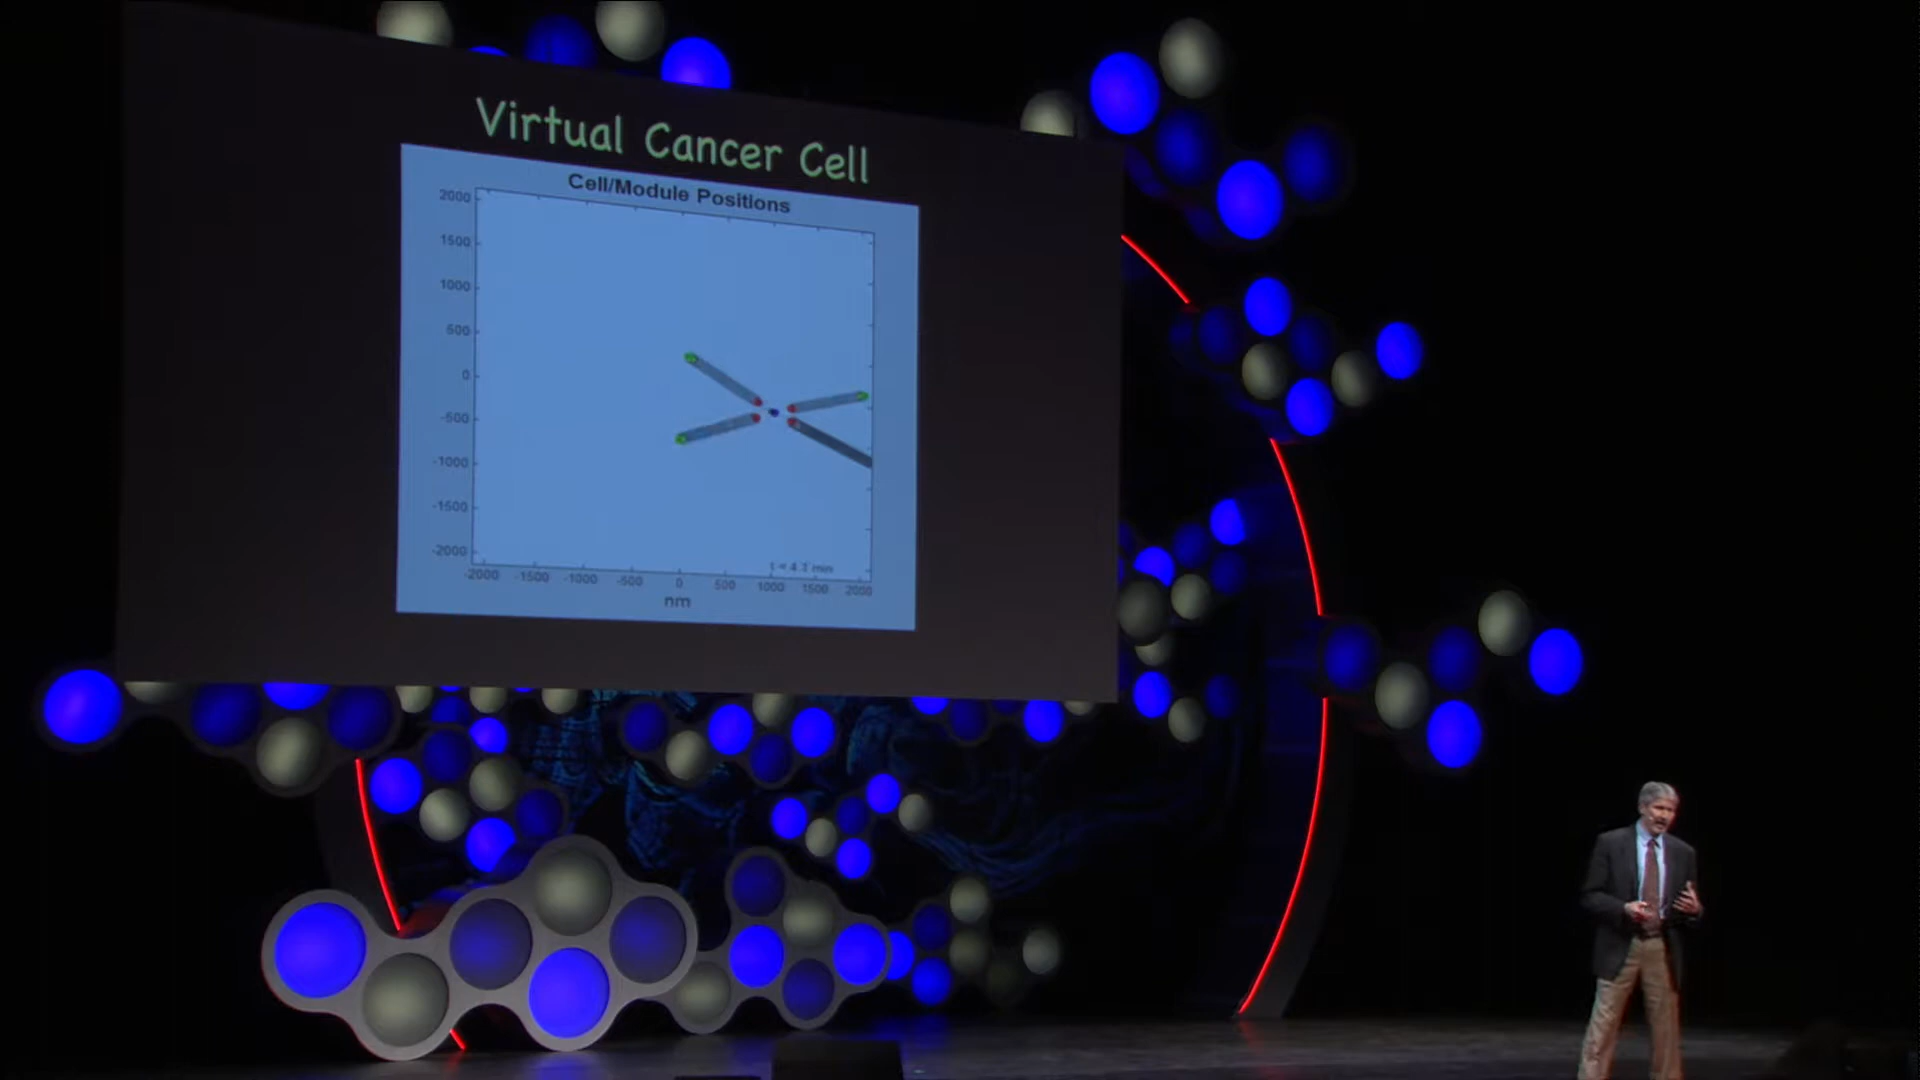 Virtual Cancer Cell
Cell/Module Positions
2000
1500
1000
500
0
-500
-1000
-1500
-2000
-2000 -1500 -1000 -500 0 500 1000 1500 2000
nm